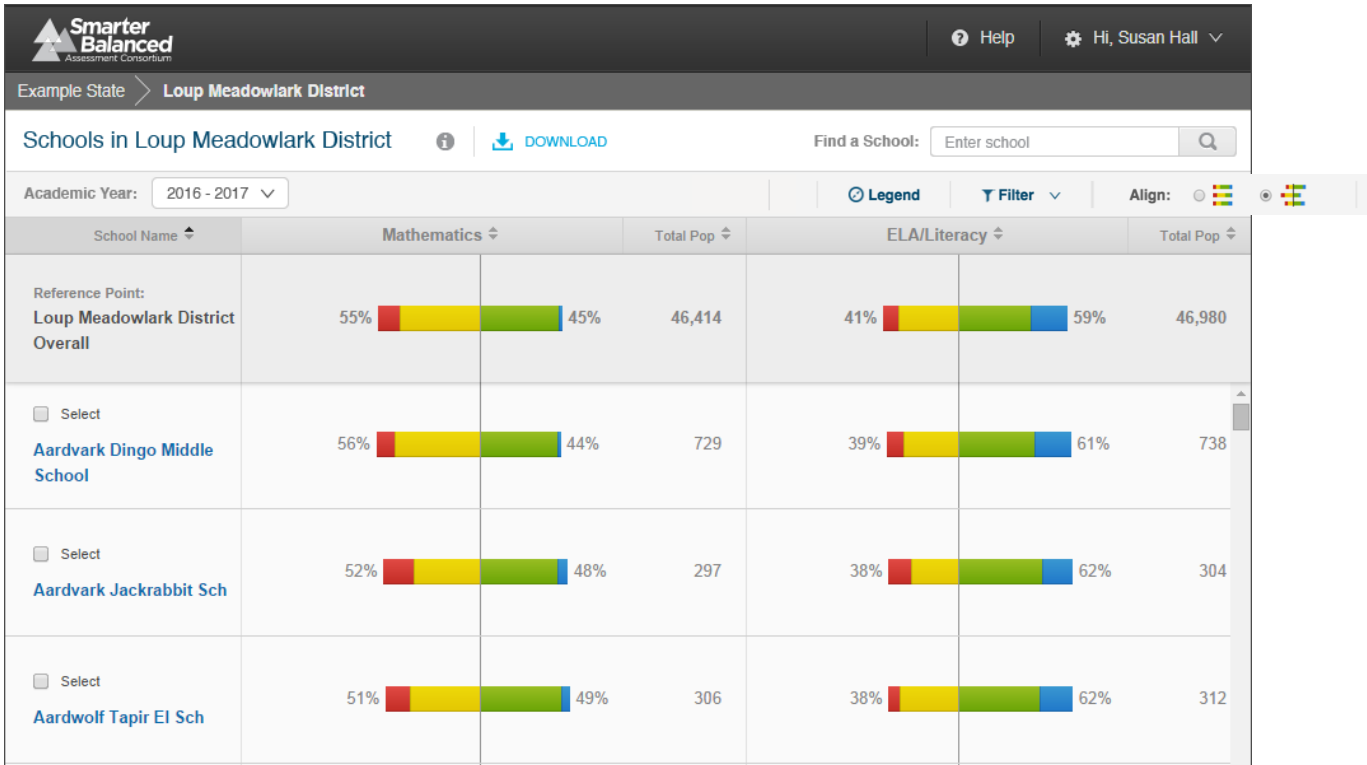 Smarter
Balanced
Assessment Consortium
Help
Hi, Susan Hall
Example State
Loup Meadowlark District
Schools in Loup Meadowlark District
DOWNLOAD
Find a School:
Enter school
Academic Year:
2016 - 2017
Legend
Filter
Align:
School Name
Mathematics
Total Pop
ELA/Literacy
Total Pop
Reference Point:
Loup Meadowlark District
Overall
55%
45%
46,414
41%
59%
46,980
Select
Aardvark Dingo Middle
School
56%
44%
729
39%
61%
738
Select
Aardvark Jackrabbit Sch
52%
48%
297
38%
62%
304
Select
Aardwolf Tapir El Sch
51%
49%
306
38%
62%
312